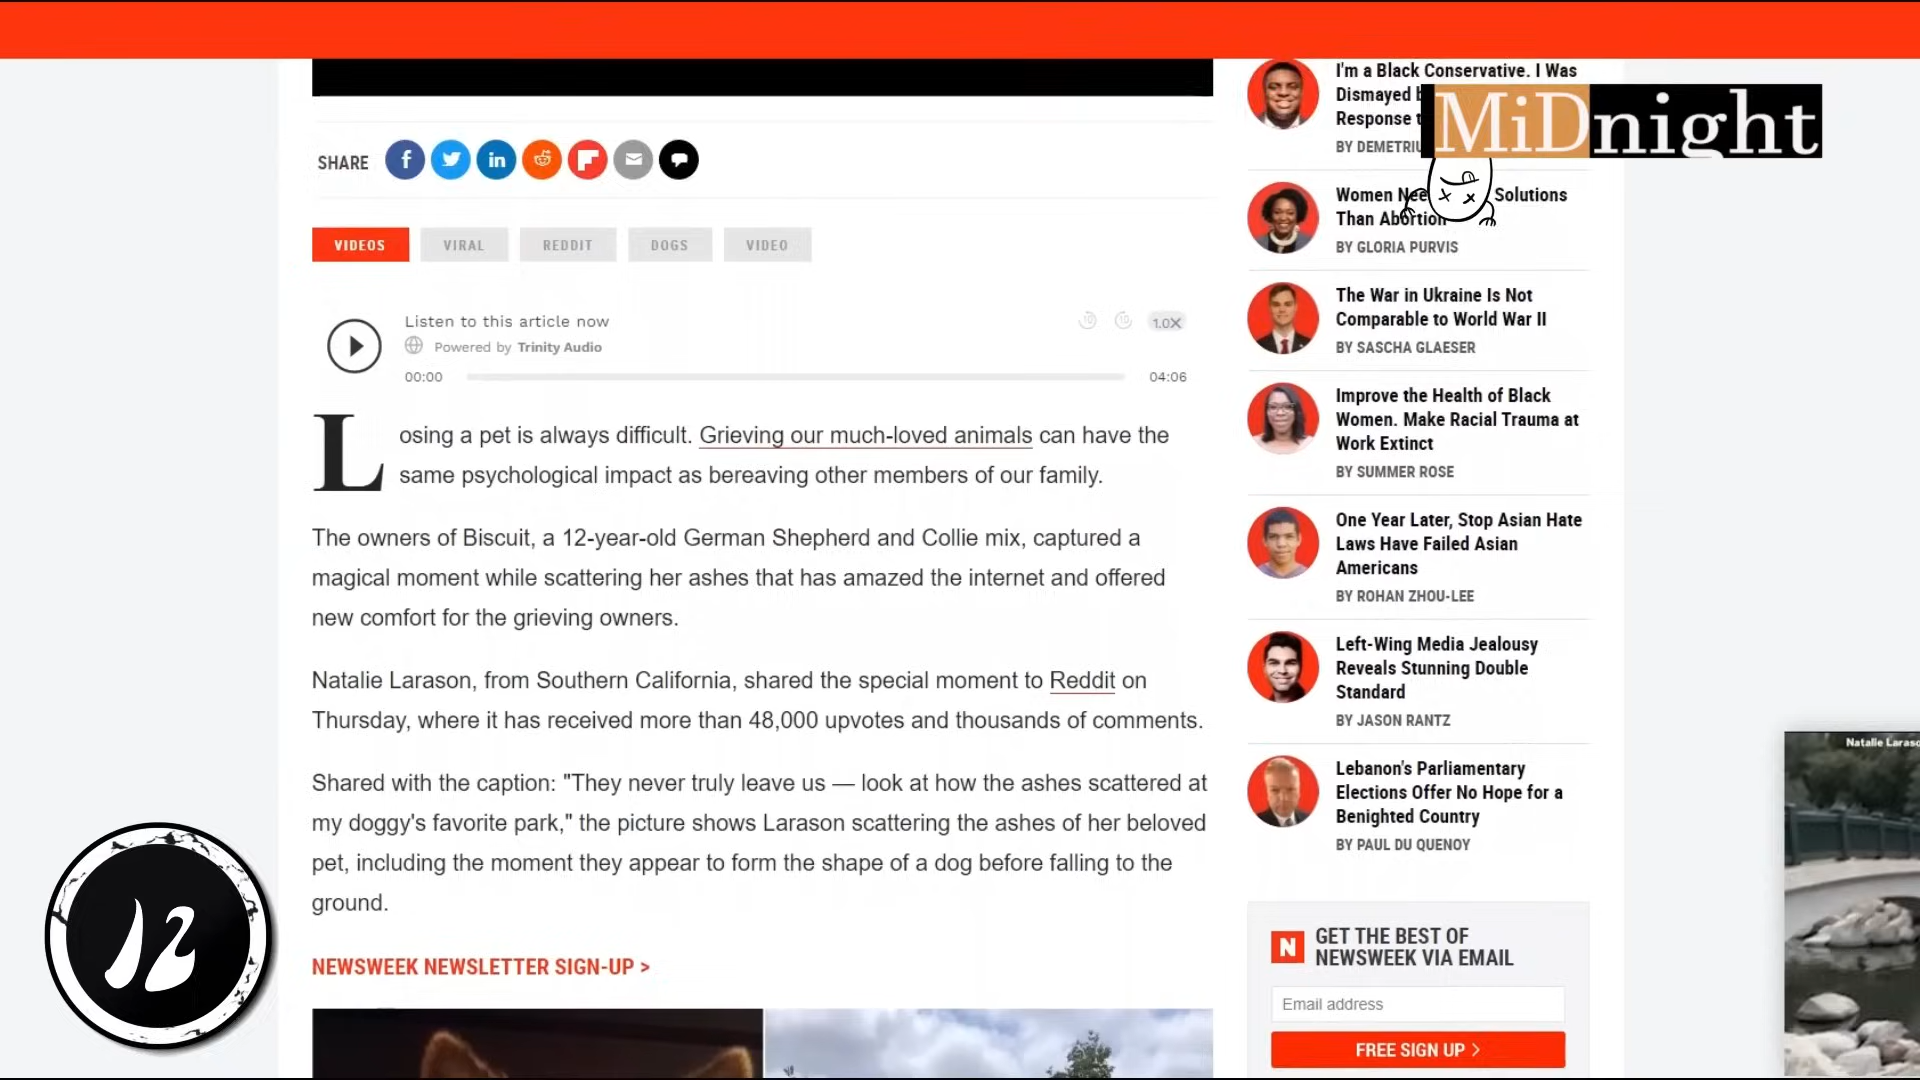 SHARE
VIDEOS
VIRAL
REDDIT
DOGS
VIDEO
Listen to this article now
10
10
1.0X
Powered by Trinity Audio
00:00
04:06
Losing a pet is always difficult. Grieving our much-loved animals can have the
same psychological impact as bereaving other members of our family.
The owners of Biscuit, a 12-year-old German Shepherd and Collie mix, captured a
magical moment while scattering her ashes that has amazed the internet and offered
new comfort for the grieving owners.
Natalie Larason, from Southern California, shared the special moment to Reddit on
Thursday, where it has received more than 48,000 upvotes and thousands of comments.
Shared with the caption: "They never truly leave us — look at how the ashes scattered at
my doggy's favorite park," the picture shows Larason scattering the ashes of her beloved
pet, including the moment they appear to form the shape of a dog before falling to the
ground.
NEWSWEEK NEWSLETTER SIGN-UP >
12
I'm a Black Conservative. I Was
Dismayed
Response
BY
MiDnight
Women Solutions
Than Abortion
BY GLORIA PURVIS
The War in Ukraine Is Not
Comparable to World War II
BY SASCHA GLAESER
Improve the Health of Black
Women. Make Racial Trauma at
Work Extinct
BY SUMMER ROSE
One Year Later, Stop Asian Hate
Laws Have Failed Asian
Americans
BY ROHAN ZHOU-LEE
Left-Wing Media Jealousy
Reveals Stunning Double
Standard
BY JASON RANTZ
Lebanon's Parliamentary
Elections Offer No Hope for a
Benighted Country
BY PAUL DU QUENOY
N
GET THE BEST OF
NEWSWEEK VIA EMAIL
Email address
FREE SIGN UP >
Natalie